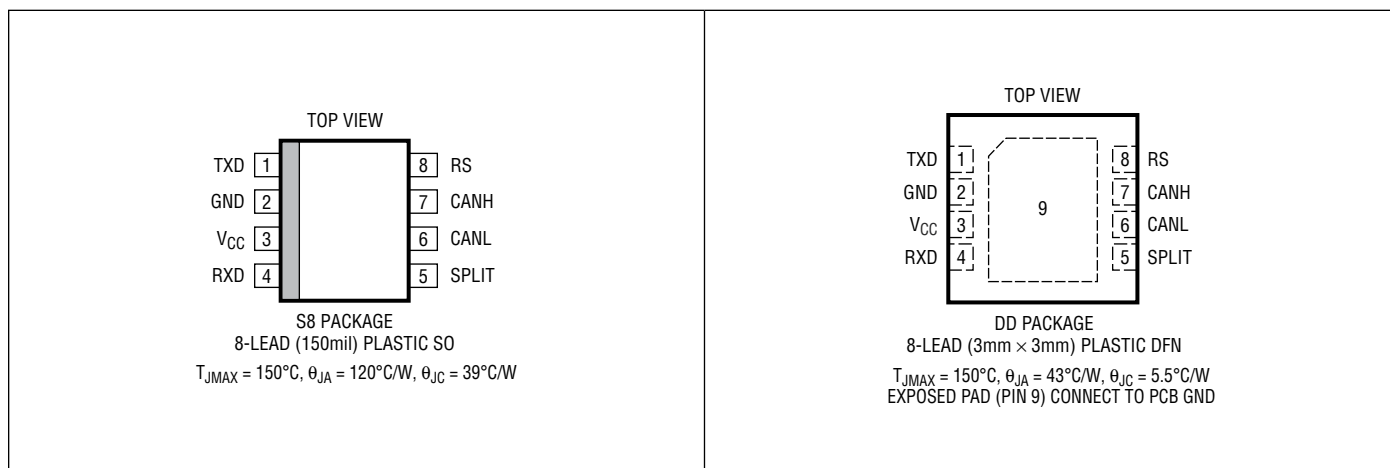 TOP VIEW
TXD 1 8 RS
GND 2 7 CANH
VCC 3 6 CANL
RXD 4 5 SPLIT
S8 PACKAGE
8-LEAD (150mil) PLASTIC SO
TJMAX = 150°C, θJA = 120°C/W, θJC = 39°C/W
TOP VIEW
TXD 1 8 RS
GND 2 7 CANH
9
VCC 3 6 CANL
RXD 4 5 SPLIT
DD PACKAGE
8-LEAD (3mm × 3mm) PLASTIC DFN
TJMAX = 150°C, θJA = 43°C/W, θJC = 5.5°C/W
EXPOSED PAD (PIN 9) CONNECT TO PCB GND